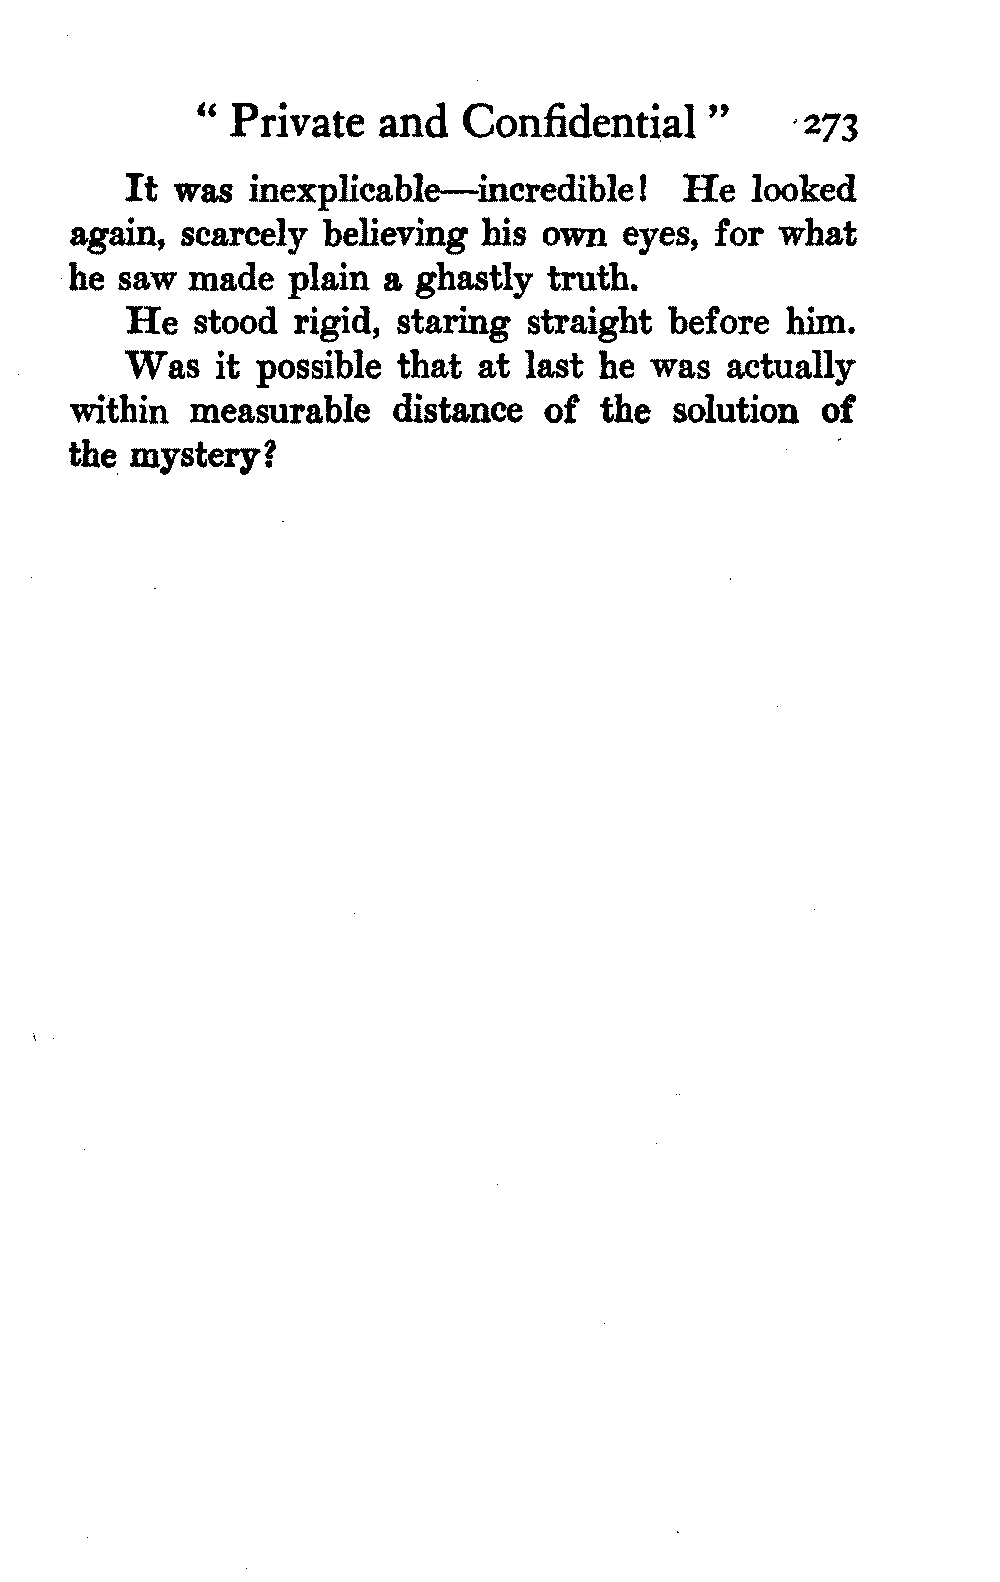 “ Private and Confidential ” 273
It was inexplicable—incredible! He looked
again, scarcely believing his own eyes, for what
he saw made plain a ghastly truth.
He stood rigid, staring straight before him.
Was it possible that at last he was actually
within measurable distance of the solution of
the mystery?